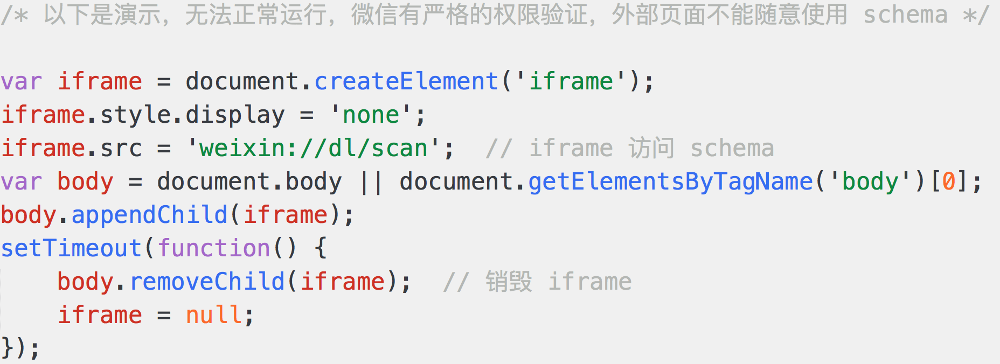 /* 以下是演示，无法正常运行，微信有严格的权限验证，外部页面不能随意使用 schema */
var iframe = document.createElement('iframe');
iframe.style.display = 'none';
iframe.src = 'weixin://dl/scan';  // iframe 访问 schema
var body = document.body || document.getElementsByTagName('body')[0];
body.appendChild(iframe);
setTimeout(function() {
    body.removeChild(iframe);  // 销毁 iframe
    iframe = null;
});